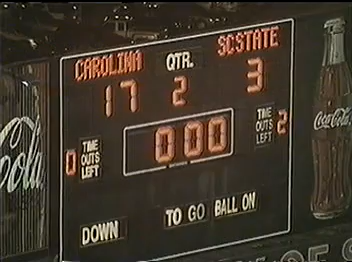 CAROLINA QTR. SCSTATE
17 2 3
TIME OUTS LEFT
0
0:00
TIME OUTS LEFT
2
DOWN TO GO BALL ON
Cola
Coca-Cola
OF